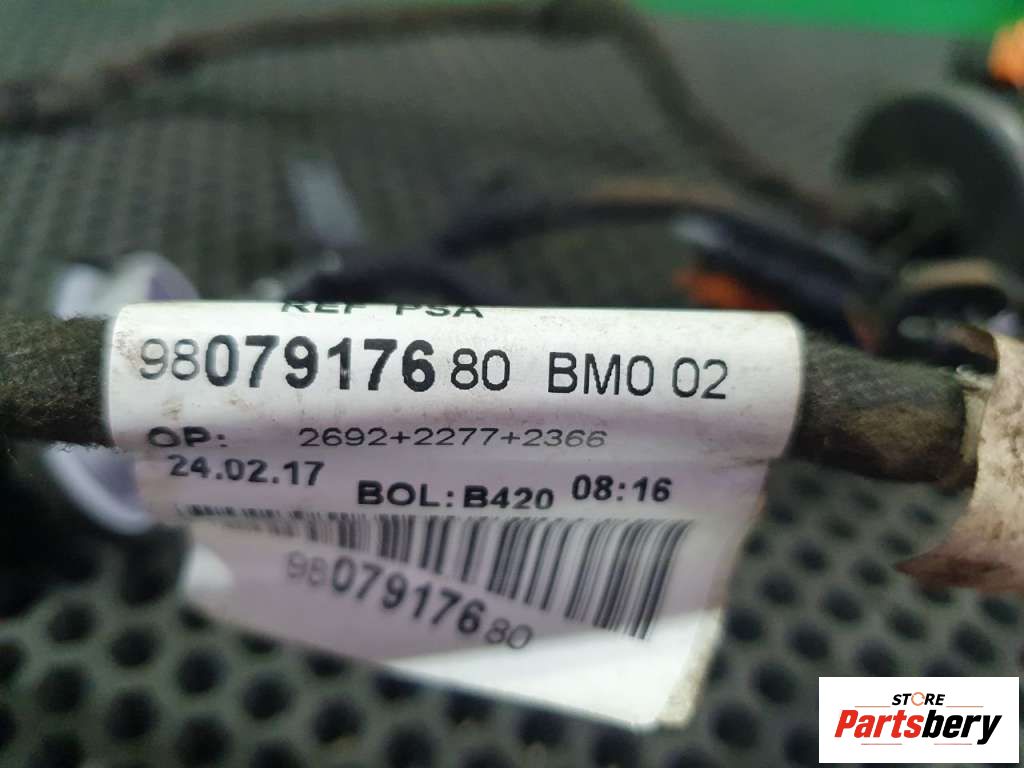 REF PSA
9807917680 BM0 02
OP: 2692+2277+2366
24.02.17 BOL:B420 08:16
9807917680
STORE
Partsbery